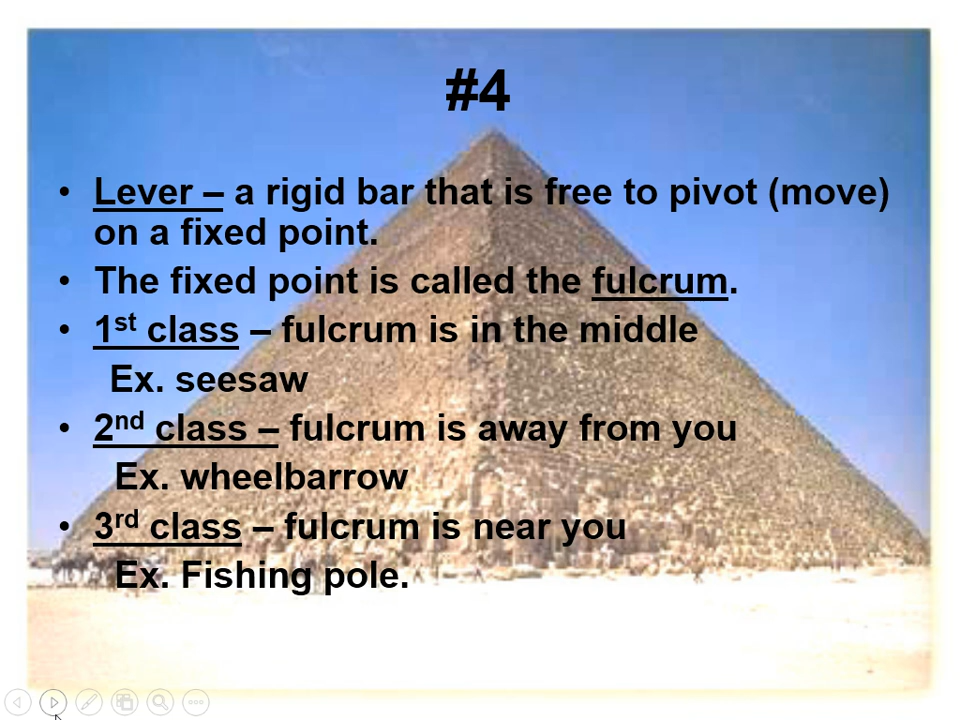 #4
• Lever – a rigid bar that is free to pivot (move)
on a fixed point.
• The fixed point is called the fulcrum.
• 1st class – fulcrum is in the middle
Ex. seesaw
• 2nd class – fulcrum is away from you
Ex. wheelbarrow
• 3rd class – fulcrum is near you
Ex. Fishing pole.